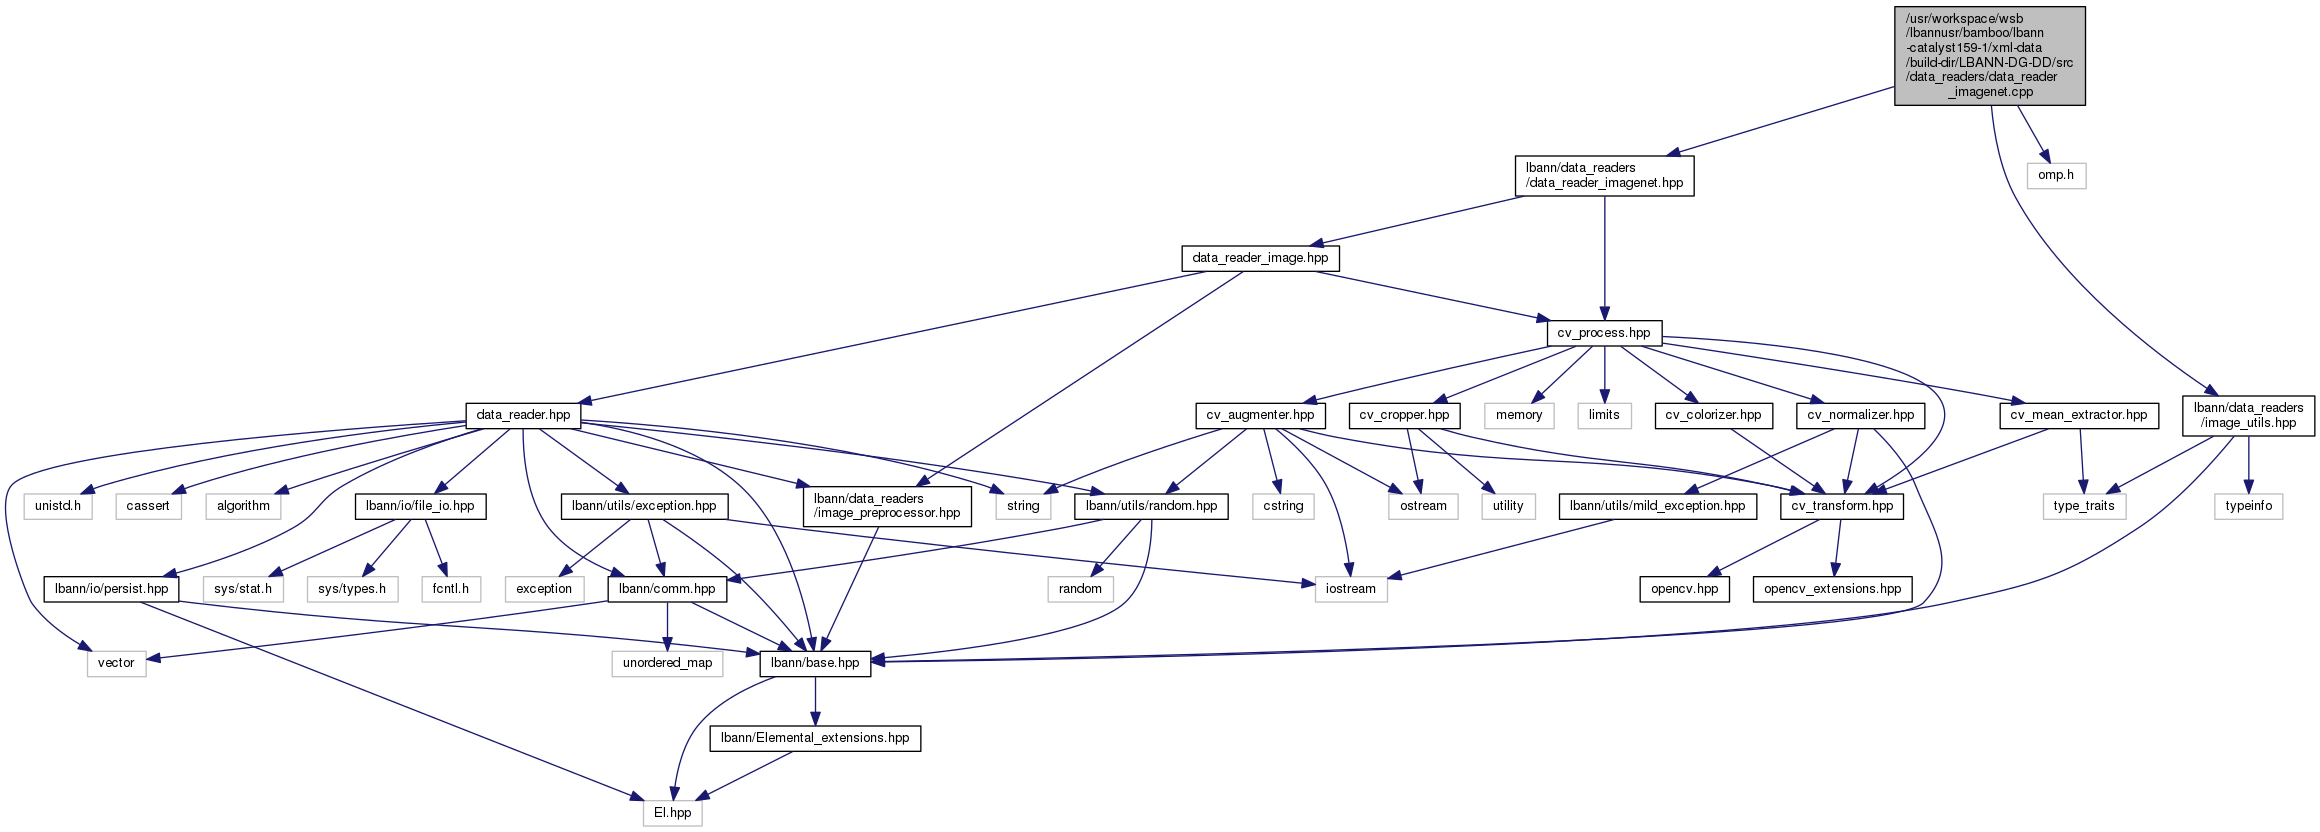 /usr/workspace/wsb
/lbannusr/bamboo/lbann
-catalyst159-1/xml-data
/build-dir/LBANN-DG-DD/src
/data_readers/data_reader
_imagenet.cpp
lbann/data_readers
/data_reader_imagenet.hpp
omp.h
data_reader_image.hpp
cv_process.hpp
data_reader.hpp
cv_augmenter.hpp
cv_cropper.hpp
memory
limits
cv_colorizer.hpp
cv_normalizer.hpp
cv_mean_extractor.hpp
lbann/data_readers
/image_utils.hpp
unistd.h
cassert
algorithm
lbann/io/file_io.hpp
lbann/utils/exception.hpp
lbann/data_readers
/image_preprocessor.hpp
string
lbann/utils/random.hpp
cstring
ostream
utility
lbann/utils/mild_exception.hpp
cv_transform.hpp
type_traits
typeinfo
lbann/io/persist.hpp
sys/stat.h
sys/types.h
fcntl.h
exception
lbann/comm.hpp
random
iostream
opencv.hpp
opencv_extensions.hpp
vector
unordered_map
lbann/base.hpp
lbann/Elemental_extensions.hpp
El.hpp